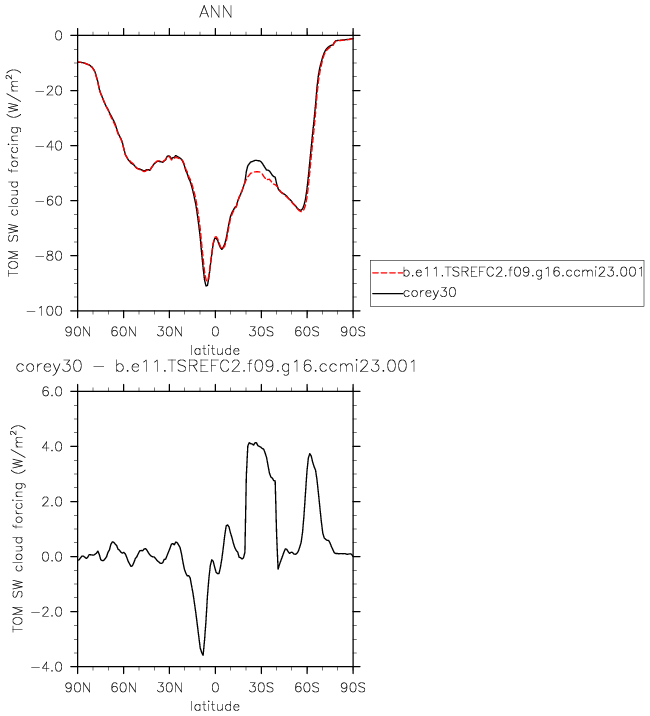 ANN
TOM SW cloud forcing (W/m²)
0
−20
−40
−60
−80
−100
90N 60N 30N 0 30S 60S 90S
latitude
b.e11.TSREFC2.f09.g16.ccmi23.001
corey30
corey30 − b.e11.TSREFC2.f09.g16.ccmi23.001
TOM SW cloud forcing (W/m²)
6.0
4.0
2.0
0.0
−2.0
−4.0
90N 60N 30N 0 30S 60S 90S
latitude